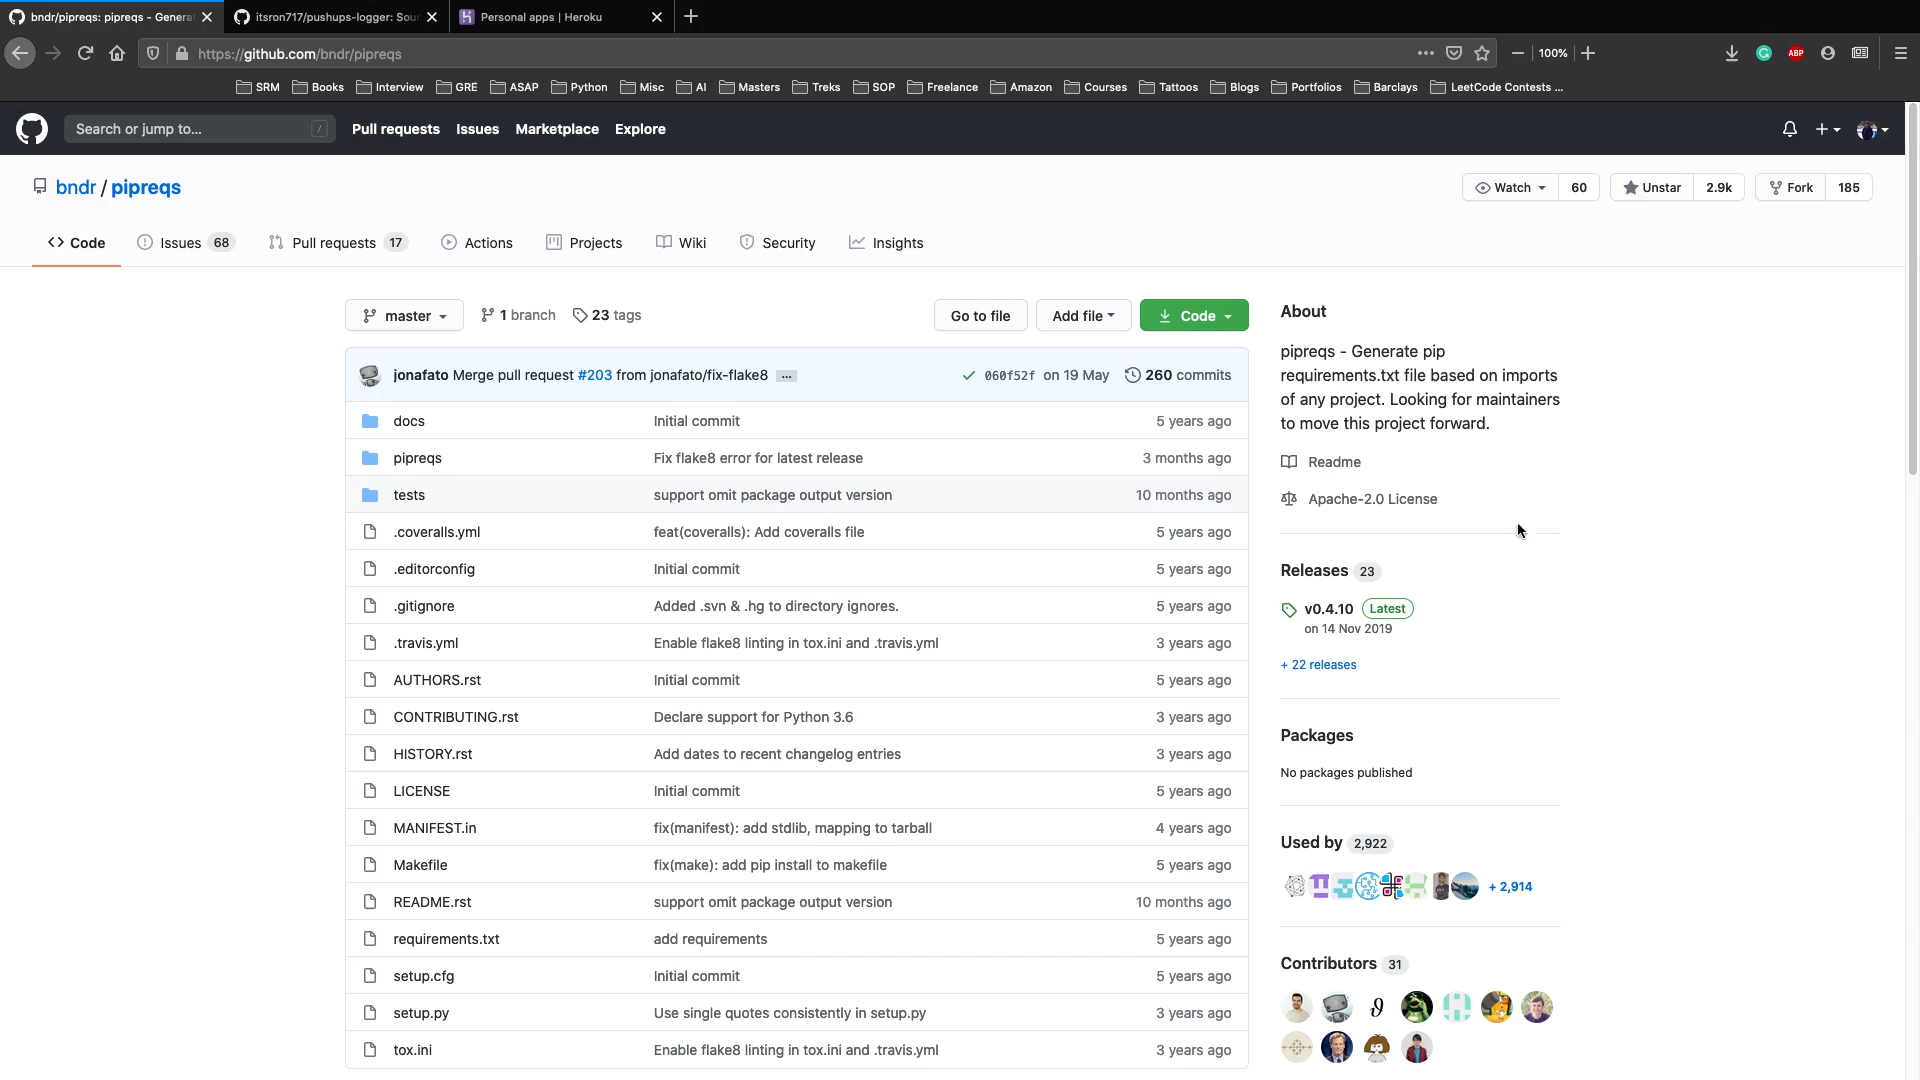 bndr/pipreqs: pipreqs - Genera
itsron717/pushups-logger: Sour
Personal apps | Heroku
https://github.com/bndr/pipreqs
100%
ABP
SRM Books Interview GRE ASAP Python Misc AI Masters Treks SOP Freelance Amazon Courses Tattoos Blogs Portfolios Barclays LeetCode Contests ...
Search or jump to... /
Pull requests Issues Marketplace Explore
bndr / pipreqs
Watch 60 Unstar 2.9k Fork 185
Code Issues 68 Pull requests 17 Actions Projects Wiki Security Insights
master 1 branch 23 tags Go to file Add file Code
jonafato Merge pull request #203 from jonafato/fix-flake8 ... 060f52f on 19 May 260 commits
docs Initial commit 5 years ago
pipreqs Fix flake8 error for latest release 3 months ago
tests support omit package output version 10 months ago
.coveralls.yml feat(coveralls): Add coveralls file 5 years ago
.editorconfig Initial commit 5 years ago
.gitignore Added .svn & .hg to directory ignores. 5 years ago
.travis.yml Enable flake8 linting in tox.ini and .travis.yml 3 years ago
AUTHORS.rst Initial commit 5 years ago
CONTRIBUTING.rst Declare support for Python 3.6 3 years ago
HISTORY.rst Add dates to recent changelog entries 3 years ago
LICENSE Initial commit 5 years ago
MANIFEST.in fix(manifest): add stdlib, mapping to tarball 4 years ago
Makefile fix(make): add pip install to makefile 5 years ago
README.rst support omit package output version 10 months ago
requirements.txt add requirements 5 years ago
setup.cfg Initial commit 5 years ago
setup.py Use single quotes consistently in setup.py 3 years ago
tox.ini Enable flake8 linting in tox.ini and .travis.yml 3 years ago
About
pipreqs - Generate pip
requirements.txt file based on imports
of any project. Looking for maintainers
to move this project forward.
Readme
Apache-2.0 License
Releases 23
v0.4.10 Latest
on 14 Nov 2019
+ 22 releases
Packages
No packages published
Used by 2,922
+ 2,914
Contributors 31